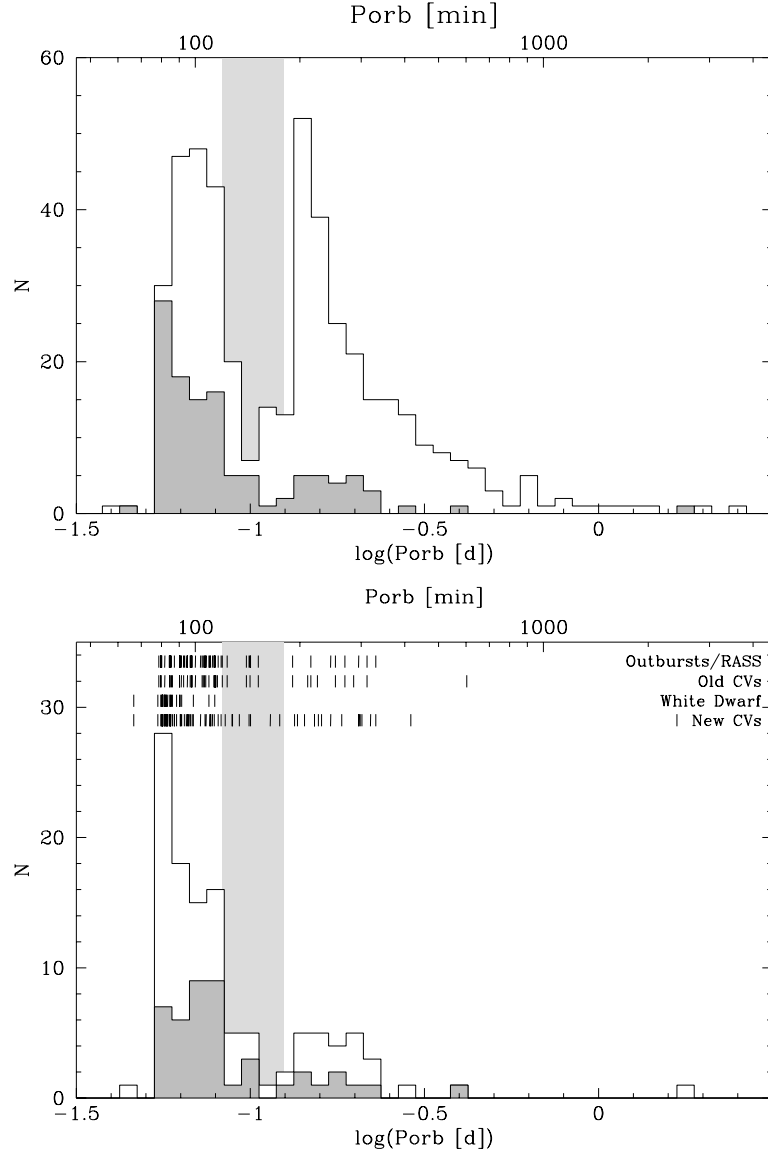 Porb [min]
100 1000
60
40
20
0
N
−1.5 −1 −0.5 0
log(Porb [d])
Porb [min]
100 1000
Outbursts/RASS
Old CVs
White Dwarf
New CVs
30
20
10
0
N
−1.5 −1 −0.5 0
log(Porb [d])